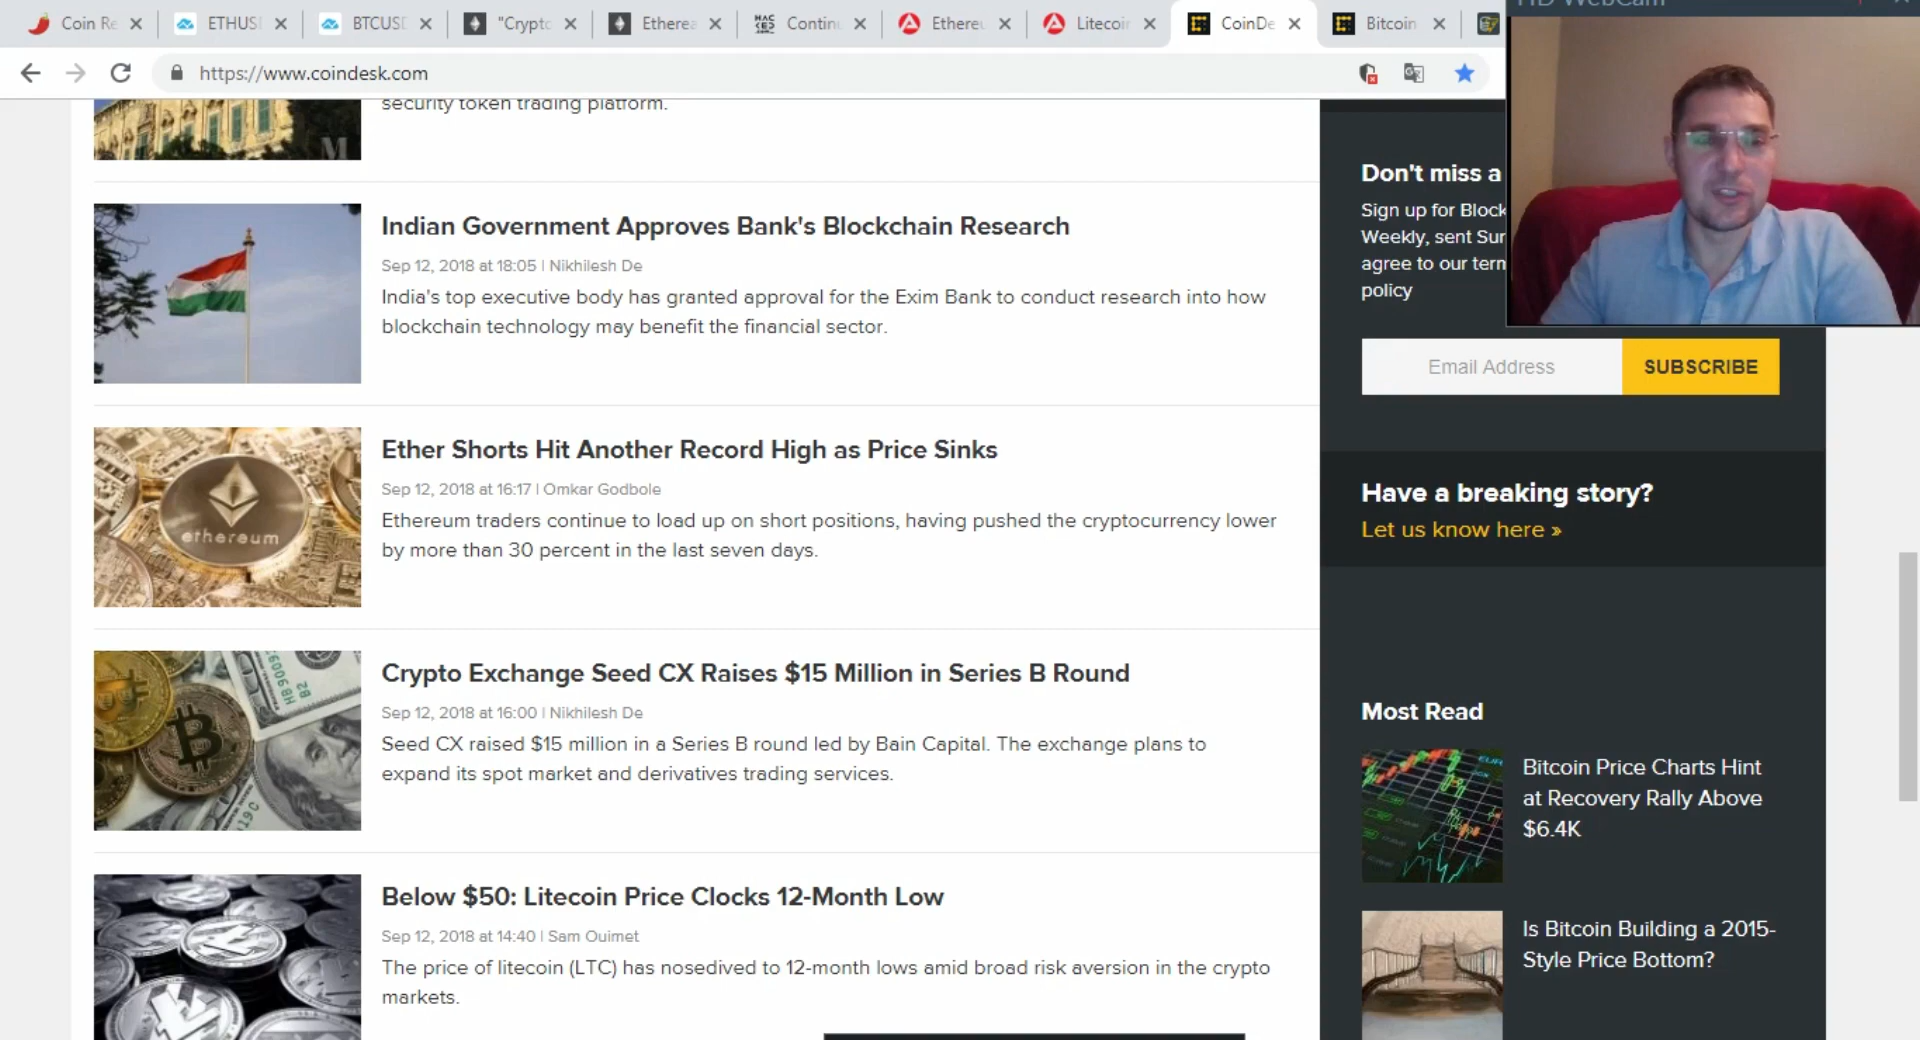 Coin Re
ETHUS
BTCUSD
"Crypto
Etherea
Continu
Ethereu
Litecoin
CoinDe
Bitcoin
HD WebCam
https://www.coindesk.com
security token trading platform.
Indian Government Approves Bank's Blockchain Research
Sep 12, 2018 at 18:05 | Nikhilesh De
India's top executive body has granted approval for the Exim Bank to conduct research into how
blockchain technology may benefit the financial sector.
Ether Shorts Hit Another Record High as Price Sinks
Sep 12, 2018 at 16:17 | Omkar Godbole
Ethereum traders continue to load up on short positions, having pushed the cryptocurrency lower
by more than 30 percent in the last seven days.
ethereum
Crypto Exchange Seed CX Raises $15 Million in Series B Round
Sep 12, 2018 at 16:00 | Nikhilesh De
Seed CX raised $15 million in a Series B round led by Bain Capital. The exchange plans to
expand its spot market and derivatives trading services.
Below $50: Litecoin Price Clocks 12-Month Low
Sep 12, 2018 at 14:40 | Sam Ouimet
The price of litecoin (LTC) has nosedived to 12-month lows amid broad risk aversion in the crypto
markets.
Don't miss a
Sign up for Block
Weekly, sent Sun
agree to our term
policy
Email Address
SUBSCRIBE
Have a breaking story?
Let us know here »
Most Read
Bitcoin Price Charts Hint
at Recovery Rally Above
$6.4K
Is Bitcoin Building a 2015-
Style Price Bottom?